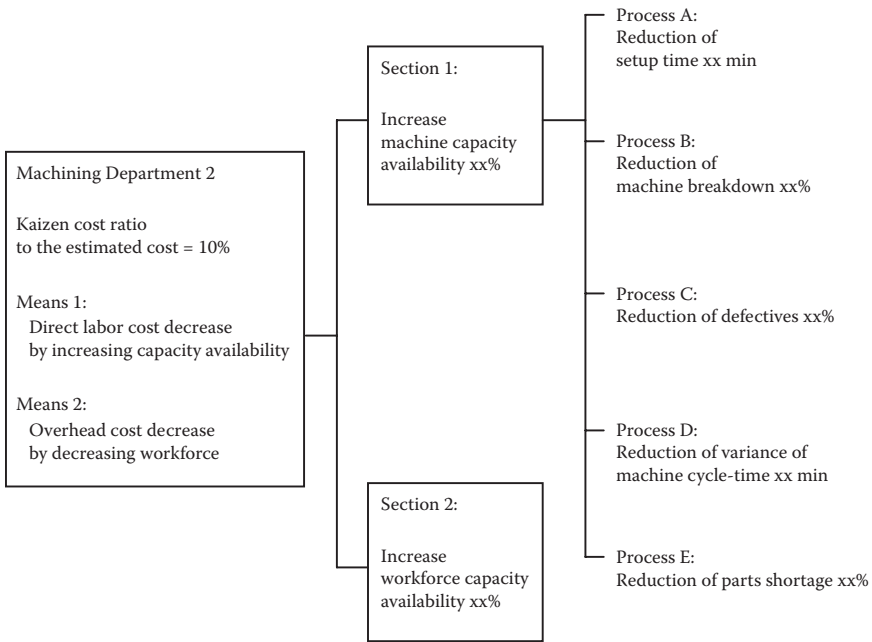 Machining Department 2
Kaizen cost ratio
to the estimated cost = 10%
Means 1:
Direct labor cost decrease
by increasing capacity availability
Means 2:
Overhead cost decrease
by decreasing workforce
Section 1:
Increase
machine capacity
availability xx%
Section 2:
Increase
workforce capacity
availability xx%
Process A:
Reduction of
setup time xx min
Process B:
Reduction of
machine breakdown xx%
Process C:
Reduction of defectives xx%
Process D:
Reduction of variance of
machine cycle-time xx min
Process E:
Reduction of parts shortage xx%